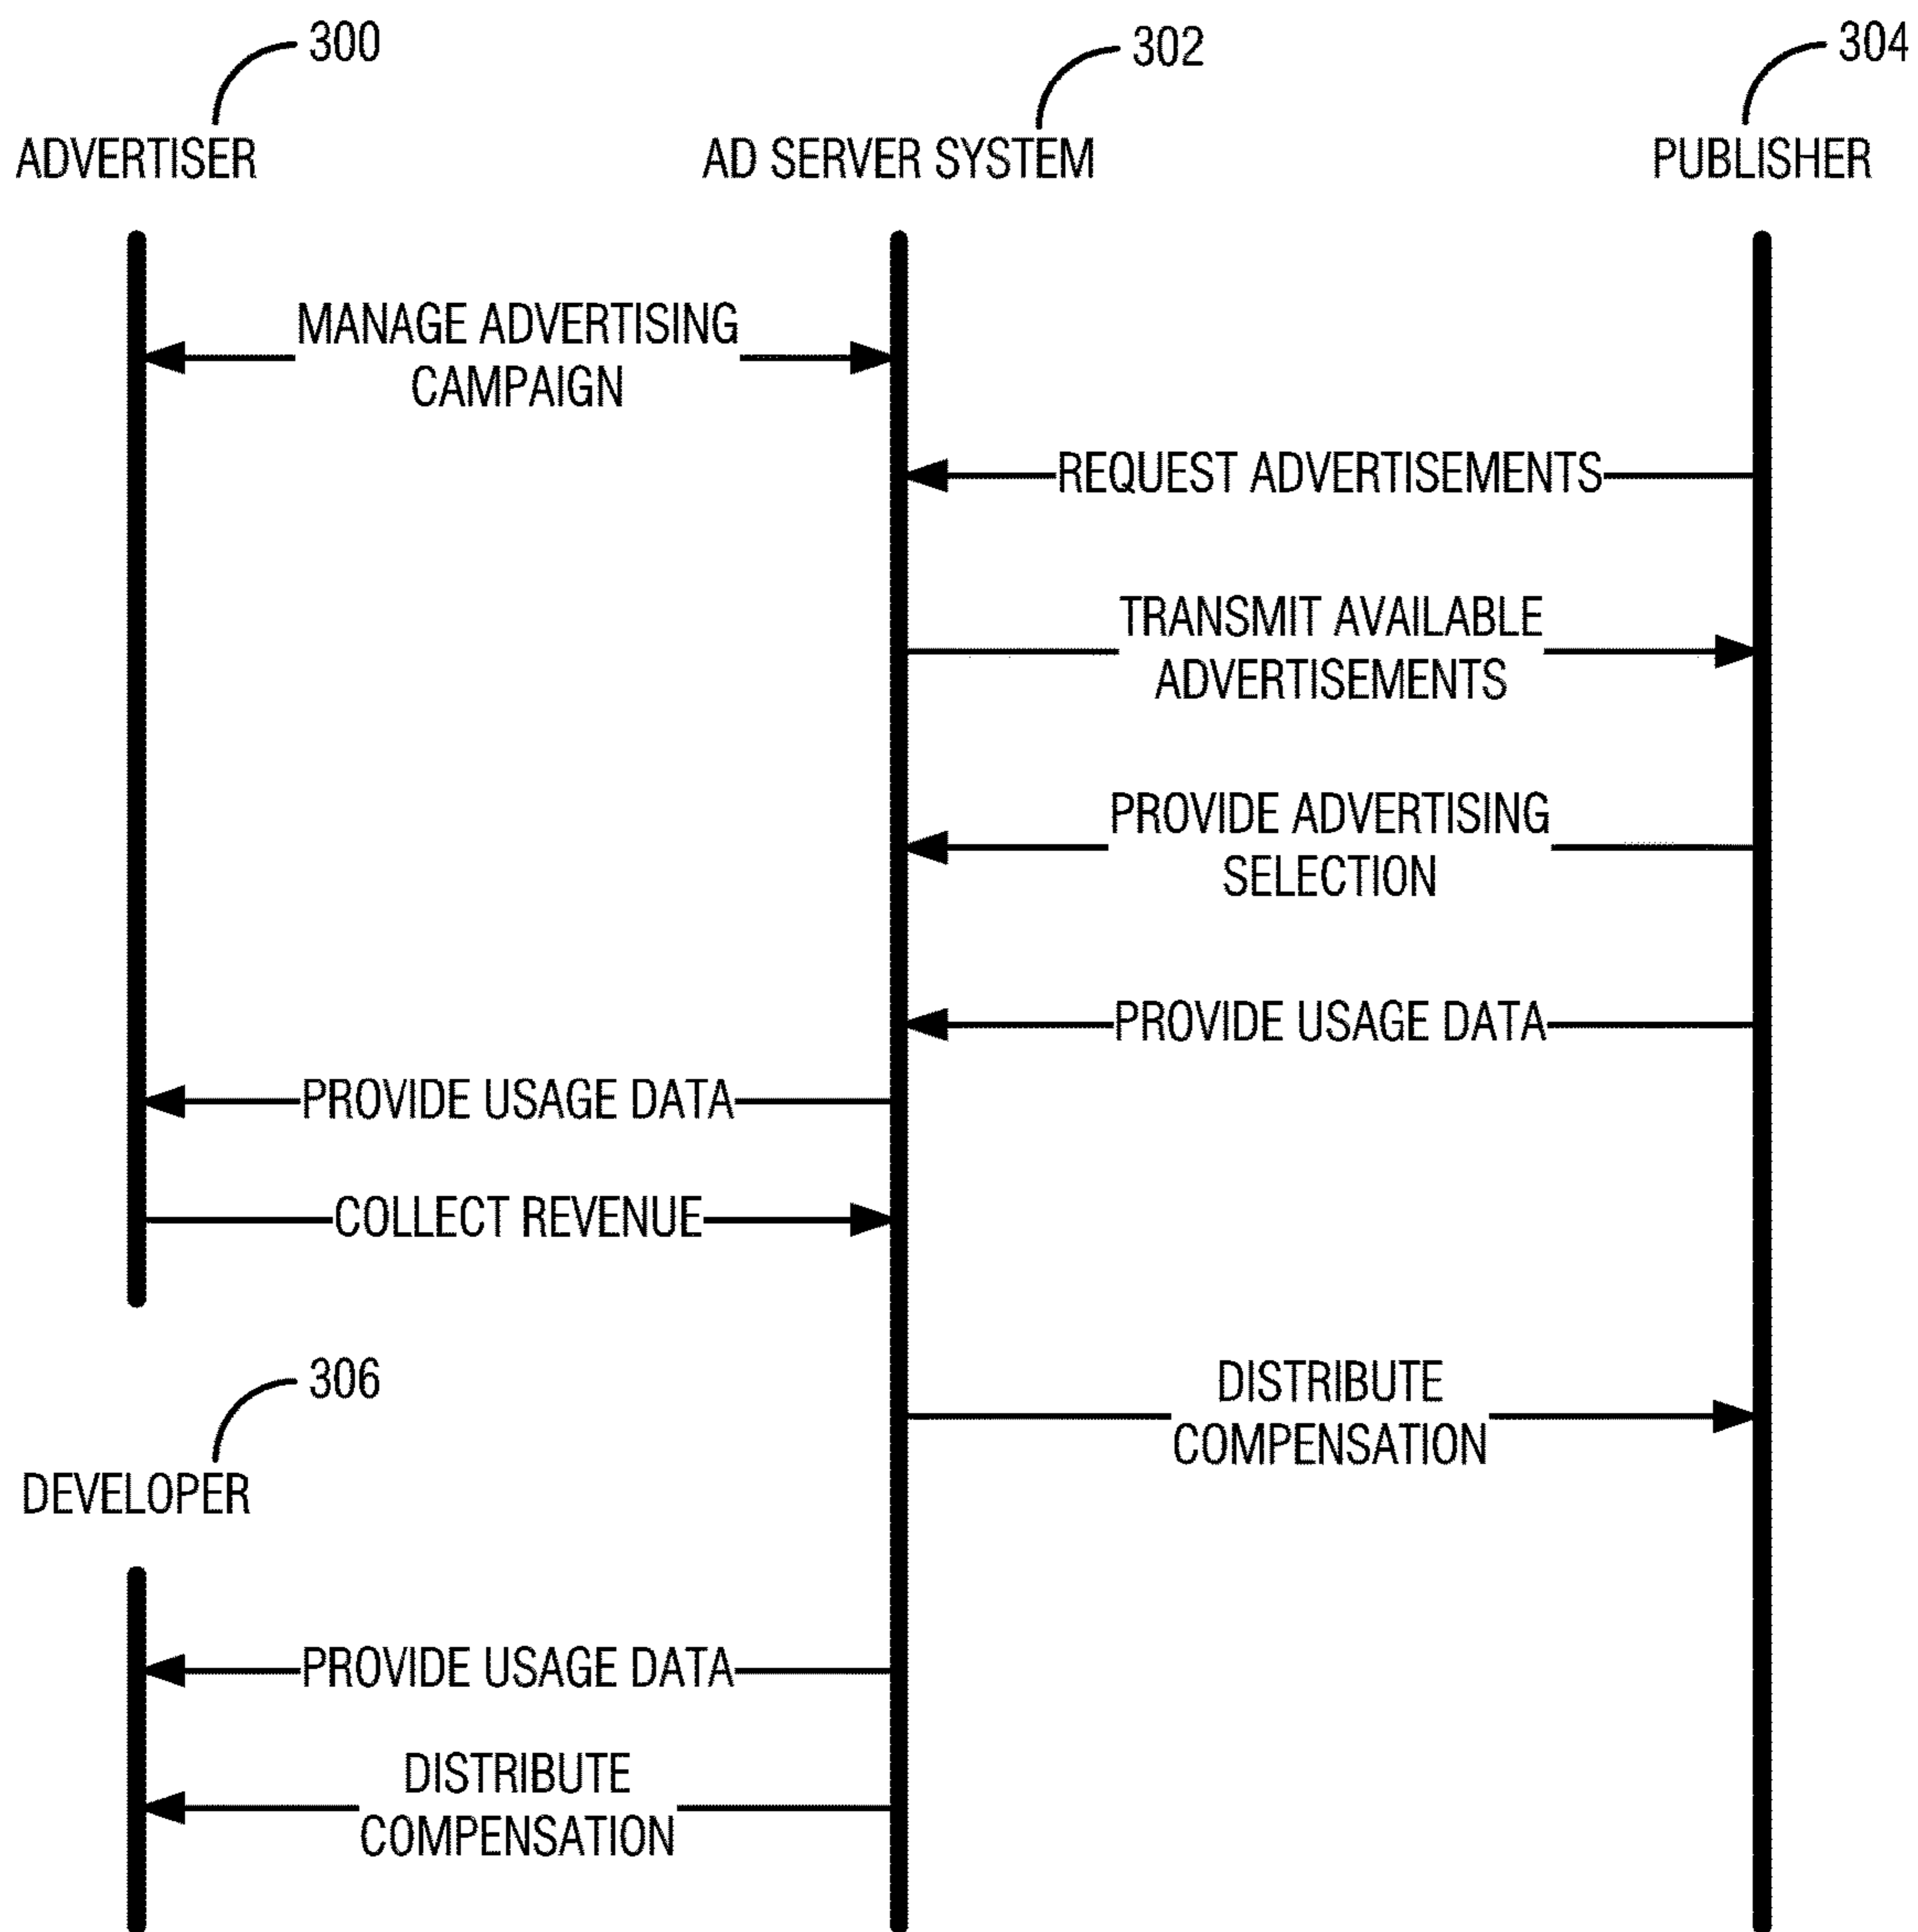 300
302
304
ADVERTISER
AD SERVER SYSTEM
PUBLISHER
MANAGE ADVERTISING
CAMPAIGN
REQUEST ADVERTISEMENTS
TRANSMIT AVAILABLE
ADVERTISEMENTS
PROVIDE ADVERTISING
SELECTION
PROVIDE USAGE DATA
PROVIDE USAGE DATA
COLLECT REVENUE
DISTRIBUTE
COMPENSATION
306
DEVELOPER
PROVIDE USAGE DATA
DISTRIBUTE
COMPENSATION